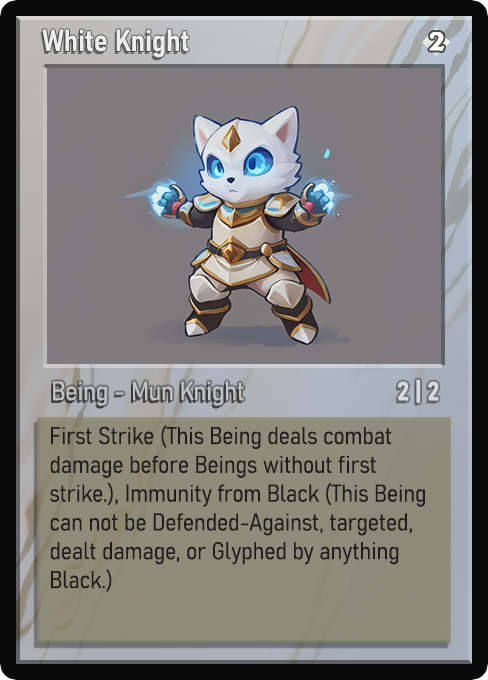 White Knight 2
Being - Mun Knight 2|2
First Strike (This Being deals combat
damage before Beings without first
strike.), Immunity from Black (This Being
can not be Defended-Against, targeted,
dealt damage, or Glyphed by anything
Black.)